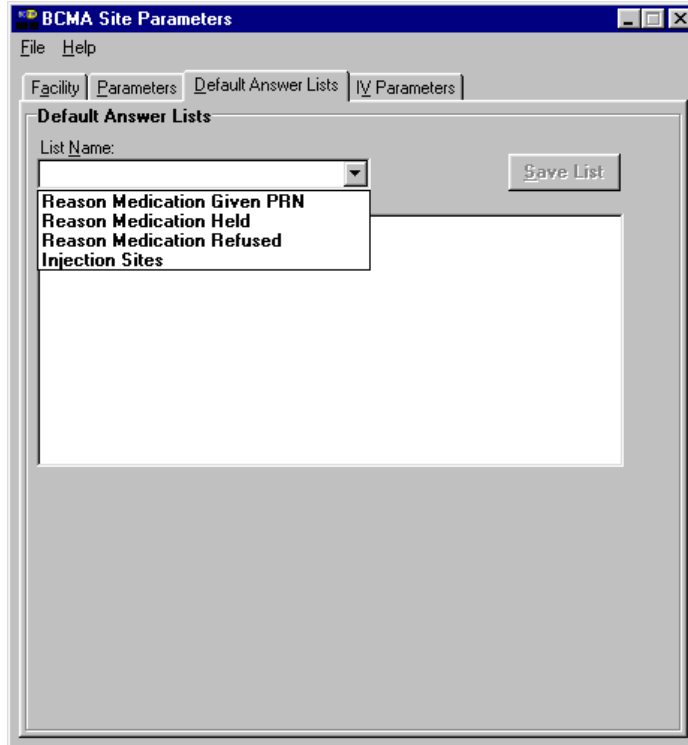 BCMA Site Parameters
File Help
Facility Parameters Default Answer Lists IV Parameters
Default Answer Lists
List Name:
Save List
Reason Medication Given PRN
Reason Medication Held
Reason Medication Refused
Injection Sites